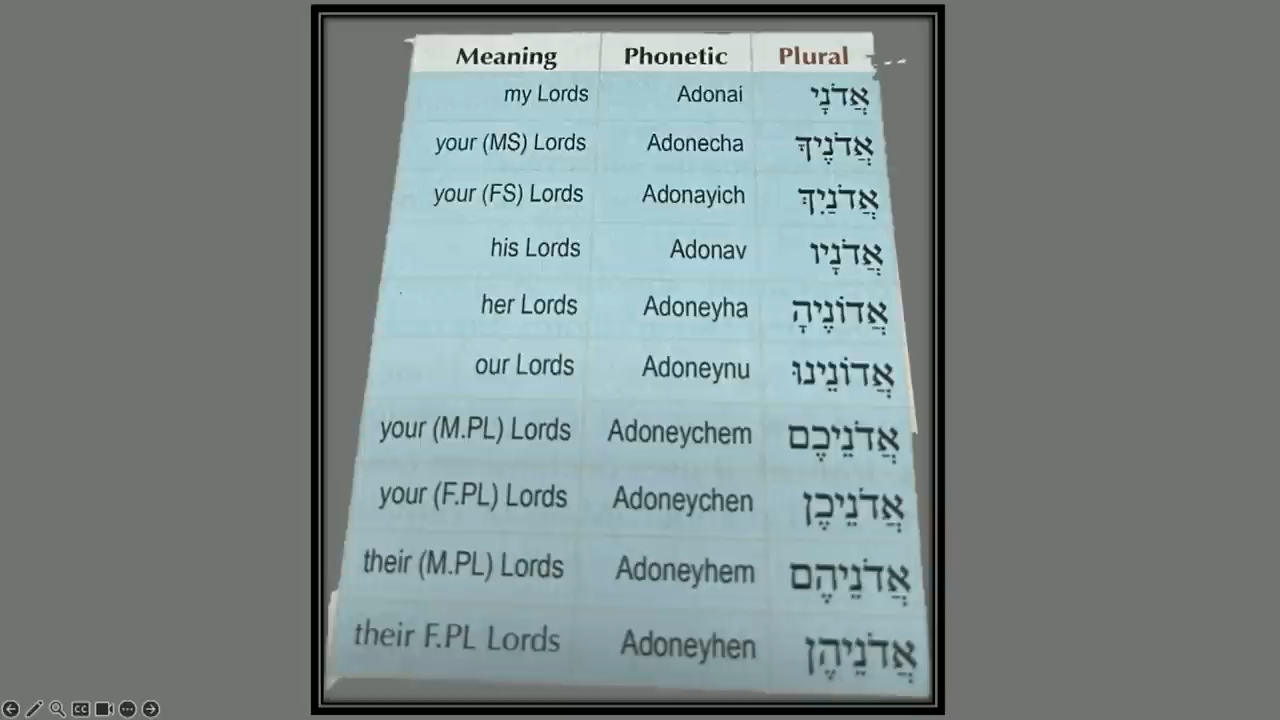 Meaning Phonetic Plural
my Lords Adonai אֲדֹנָי
your (MS) Lords Adonecha אֲדֹנֶיךָ
your (FS) Lords Adonayich אֲדֹנַיִךְ
his Lords Adonav אֲדֹנָיו
her Lords Adoneyha אֲדוֹנֶיהָ
our Lords Adoneynu אֲדוֹנֵינוּ
your (M.PL) Lords Adoneychem אֲדֹנֵיכֶם
your (F.PL) Lords Adoneychen אֲדֹנֵיכֶן
their (M.PL) Lords Adoneyhem אֲדֹנֵיהֶם
their F.PL Lords Adoneyhen אֲדֹנֵיהֶן